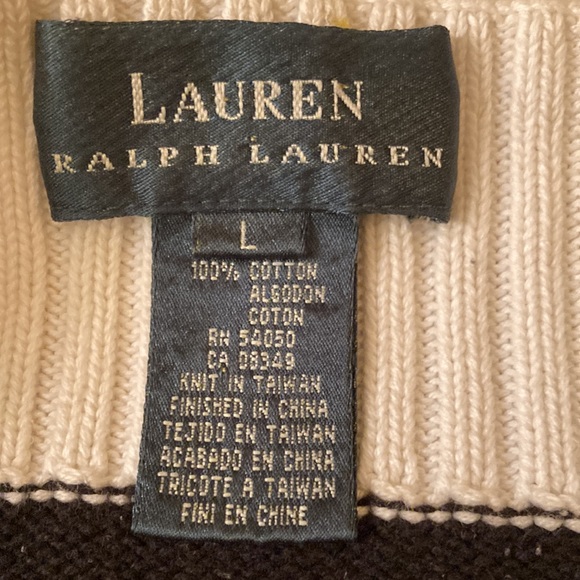 LAUREN
RALPH LAUREN
L
100% COTTON
ALGODON
COTON
RN 54050
CA 08349
KNIT IN TAIWAN
FINISHED IN CHINA
TEJIDO EN TAIWAN
ACABADO EN CHINA
TRICOTE A TAIWAN
FINI EN CHINE